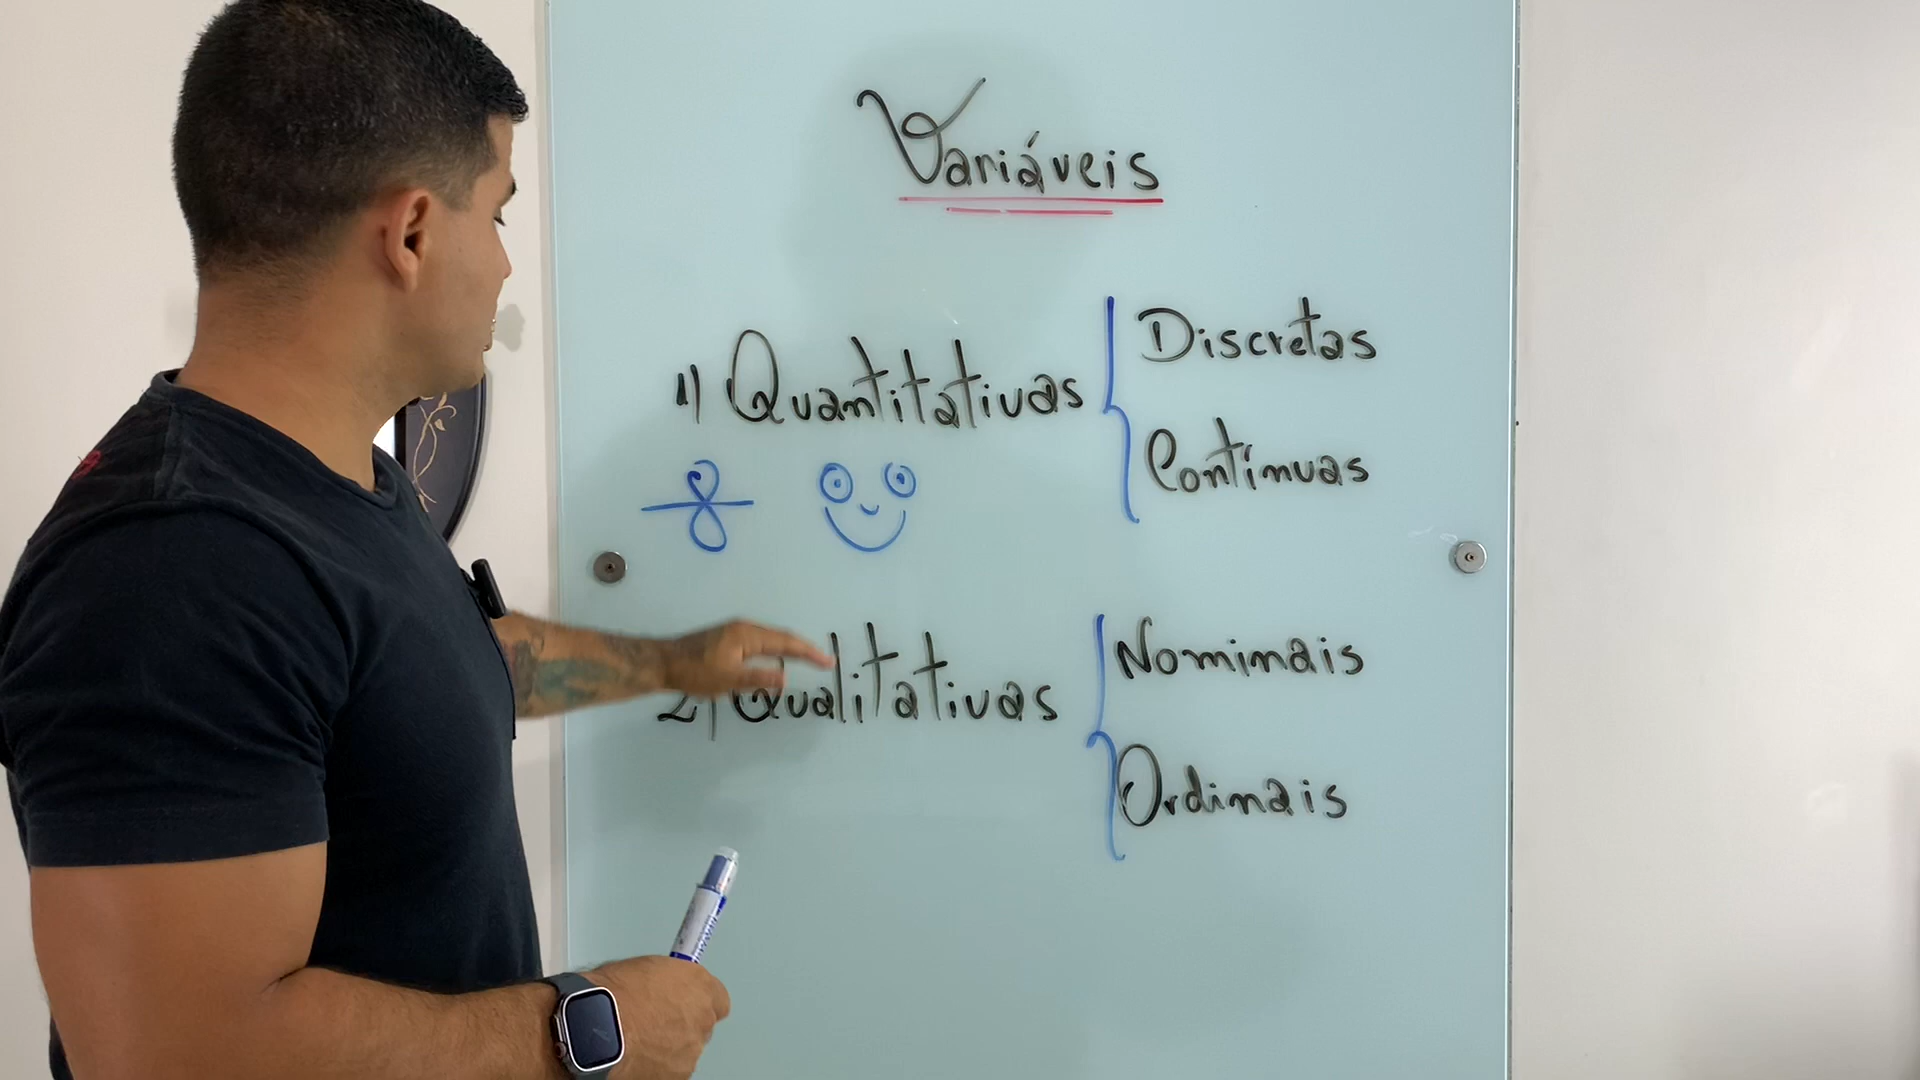 Variáveis
1) Quantitativas
Discretas
Contínuas
2) Qualitativas
Nominais
Ordinais